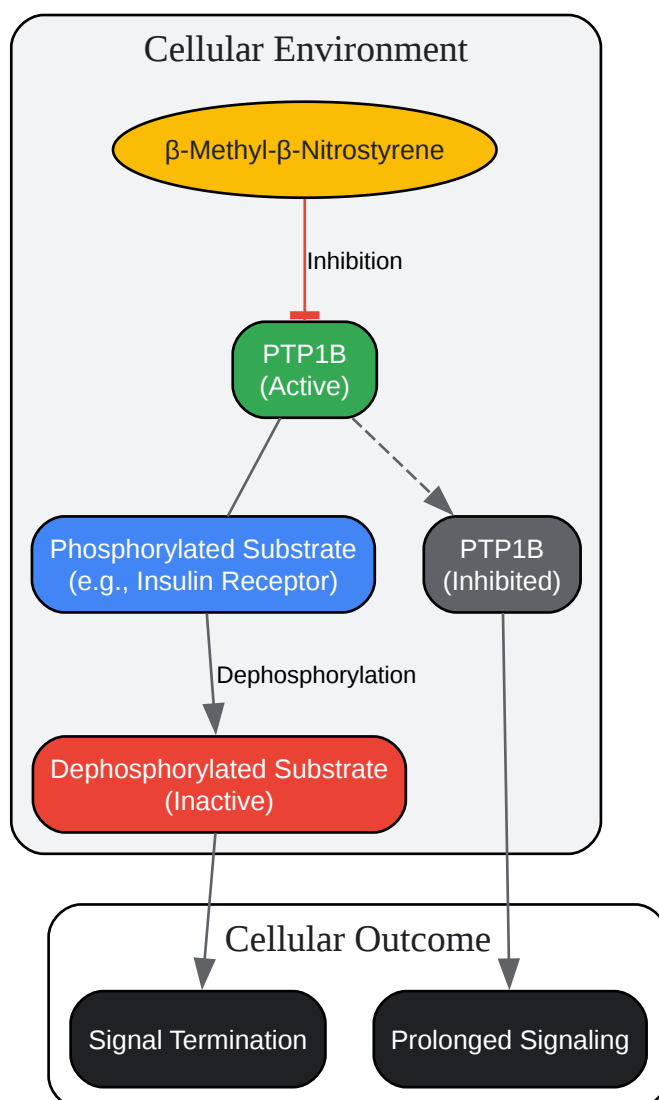 Cellular Environment
β-Methyl-β-Nitrostyrene
Inhibition
PTP1B
(Active)
Phosphorylated Substrate
(e.g., Insulin Receptor)
PTP1B
(Inhibited)
Dephosphorylation
Dephosphorylated Substrate
(Inactive)
Cellular Outcome
Signal Termination
Prolonged Signaling